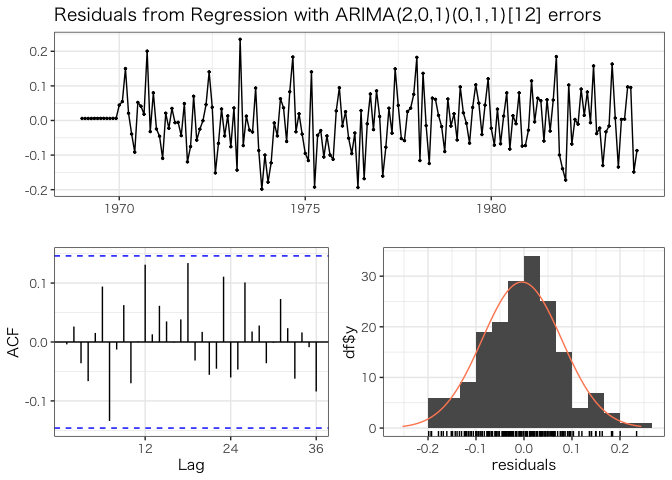 Residuals from Regression with ARIMA(2,0,1)(0,1,1)[12] errors
0.2
0.1
0.0
-0.1
-0.2
1970 1975 1980
ACF
0.1
0.0
-0.1
12 24 36
Lag
df$y
30
20
10
0
-0.2 -0.1 0.0 0.1 0.2
residuals